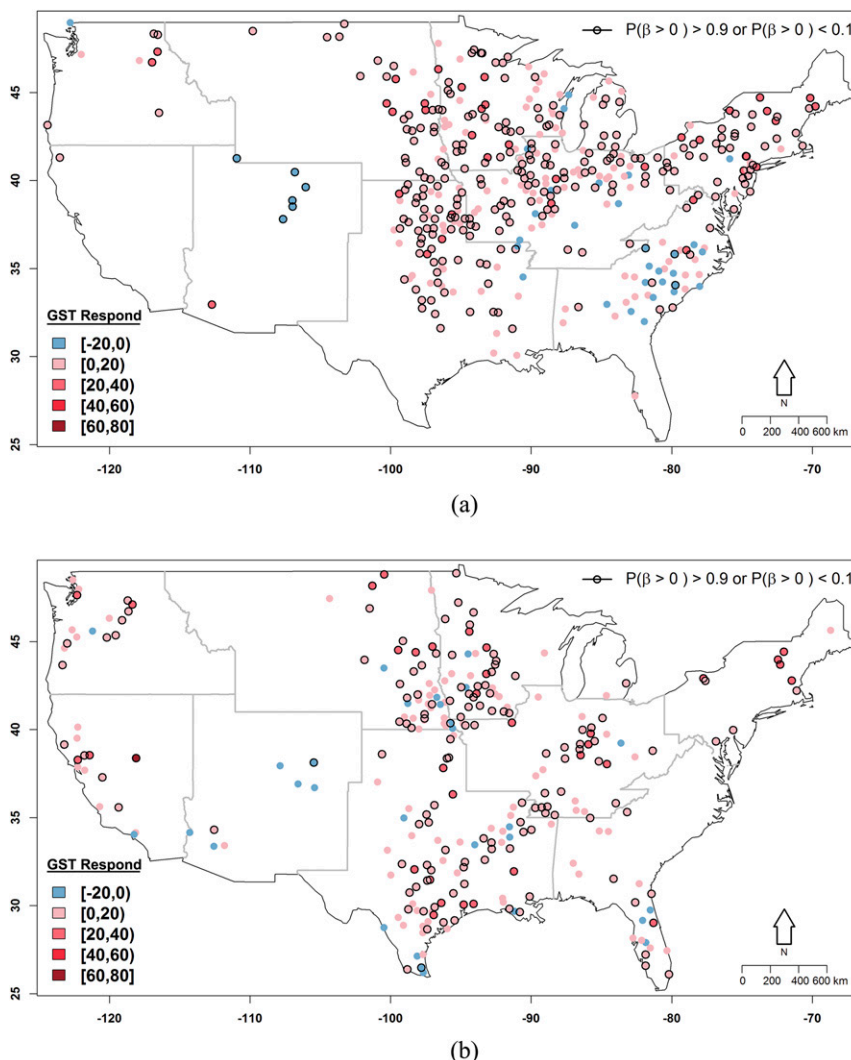 P(β > 0 ) > 0.9 or P(β > 0 ) < 0.1
45
40
35
30
25
GST Respond
[-20,0)
[0,20)
[20,40)
[40,60)
[60,80]
N
0 200 400 600 km
-120 -110 -100 -90 -80 -70
(a)
P(β > 0 ) > 0.9 or P(β > 0 ) < 0.1
45
40
35
30
25
GST Respond
[-20,0)
[0,20)
[20,40)
[40,60)
[60,80]
N
0 200 400 600 km
-120 -110 -100 -90 -80 -70
(b)